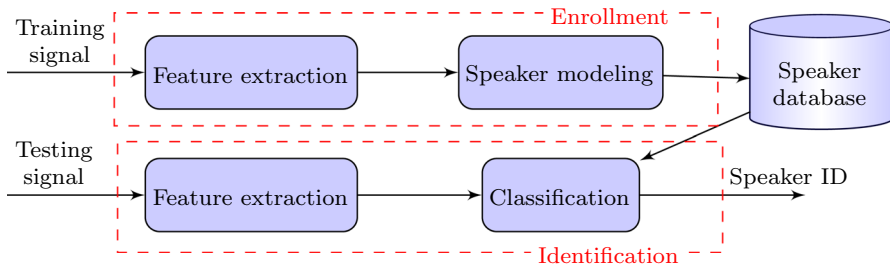 Enrollment
Training
signal
Feature extraction
Speaker modeling
Speaker
database
Testing
signal
Feature extraction
Classification
Speaker ID
Identification